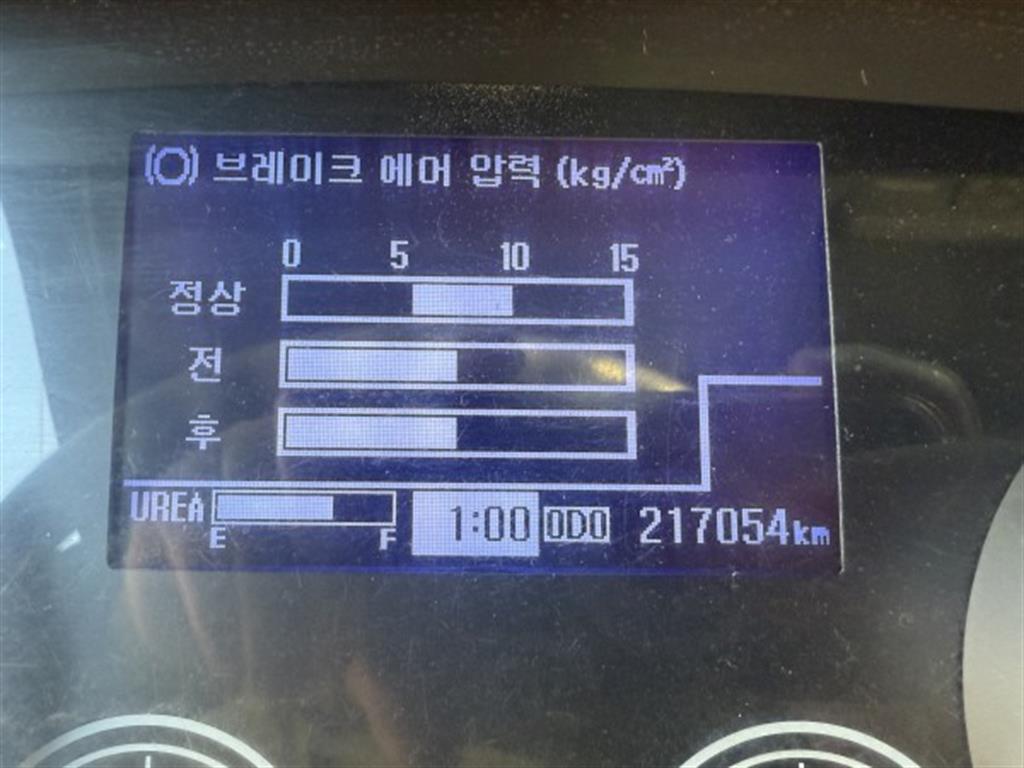 브레이크 에어 압력 (kg/cm²)
0 5 10 15
정상
전
후
UREA E F 1:00 ODO 217054km